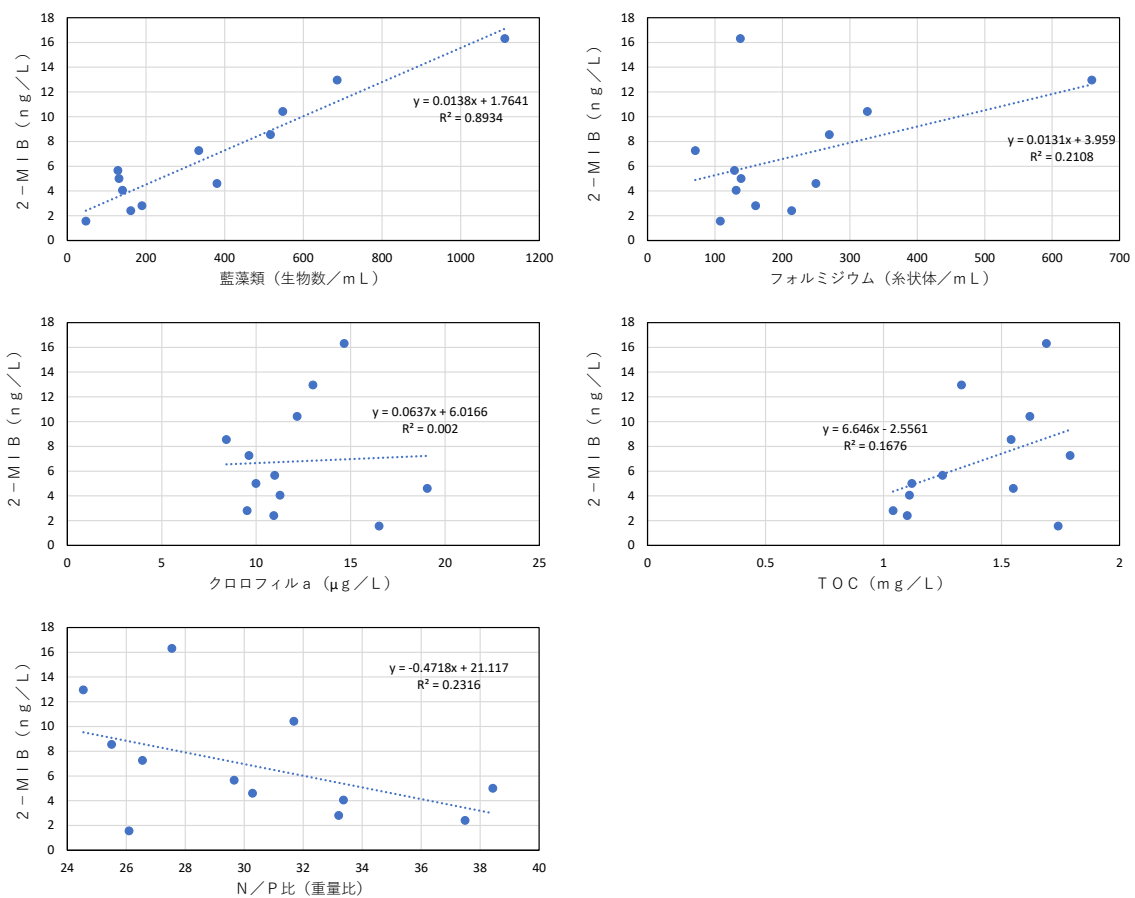 18
16
14
12
10
8
6
4
2
0
2－ＭＩＢ（ｎｇ／Ｌ）
y = 0.0138x + 1.7641
R² = 0.8934
0 200 400 600 800 1000 1200
藍藻類（生物数／ｍＬ）
18
16
14
12
10
8
6
4
2
0
2－ＭＩＢ（ｎｇ／Ｌ）
y = 0.0131x + 3.959
R² = 0.2108
0 100 200 300 400 500 600 700
フォルミジウム（糸状体／ｍＬ）
18
16
14
12
10
8
6
4
2
0
2－ＭＩＢ（ｎｇ／Ｌ）
y = 0.0637x + 6.0166
R² = 0.002
0 5 10 15 20 25
クロロフィルａ（μｇ／Ｌ）
18
16
14
12
10
8
6
4
2
0
2－ＭＩＢ（ｎｇ／Ｌ）
y = 6.646x - 2.5561
R² = 0.1676
0 0.5 1 1.5 2
ＴＯＣ（ｍｇ／Ｌ）
18
16
14
12
10
8
6
4
2
0
2－ＭＩＢ（ｎｇ／Ｌ）
y = -0.4718x + 21.117
R² = 0.2316
24 26 28 30 32 34 36 38 40
Ｎ／Ｐ比（重量比）